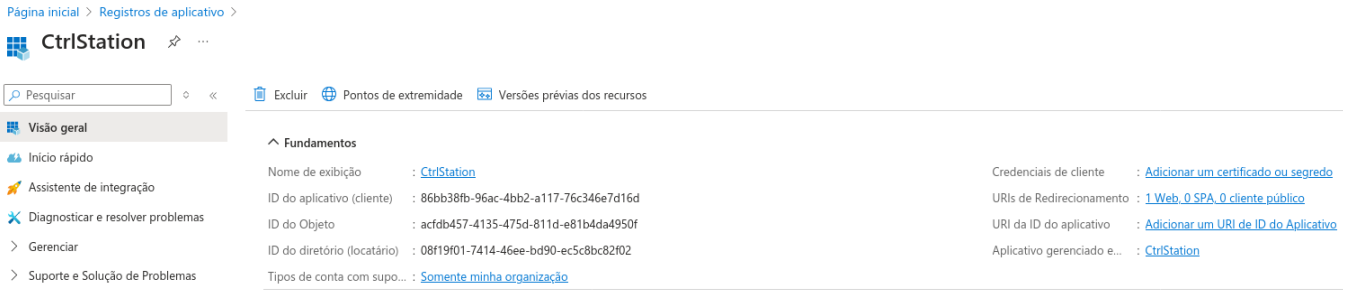 Página inicial > Registros de aplicativo >
CtrlStation
Pesquisar
Excluir Pontos de extremidade Versões prévias dos recursos
Visão geral
Início rápido
Assistente de integração
Diagnosticar e resolver problemas
Gerenciar
Suporte e Solução de Problemas
Fundamentos
Nome de exibição : CtrlStation
ID do aplicativo (cliente) : 86bb38fb-96ac-4bb2-a117-76c346e7d16d
ID do Objeto : acfdb457-4135-475d-811d-e81b4da4950f
ID do diretório (locatário) : 08f19f01-7414-46ee-bd90-ec5c8bc82f02
Tipos de conta com supo... : Somente minha organização
Credenciais de cliente : Adicionar um certificado ou segredo
URIs de Redirecionamento : 1 Web, 0 SPA, 0 cliente público
URI da ID do aplicativo : Adicionar um URI de ID do Aplicativo
Aplicativo gerenciado e... : CtrlStation